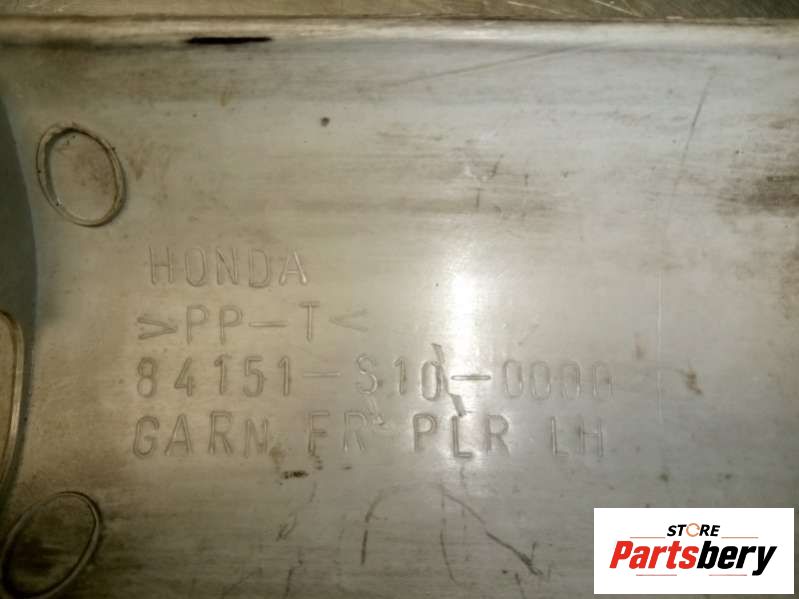 HONDA
>PP-T<
84151-S10-0000
GARN FR PLR LH
STORE
Partsbery